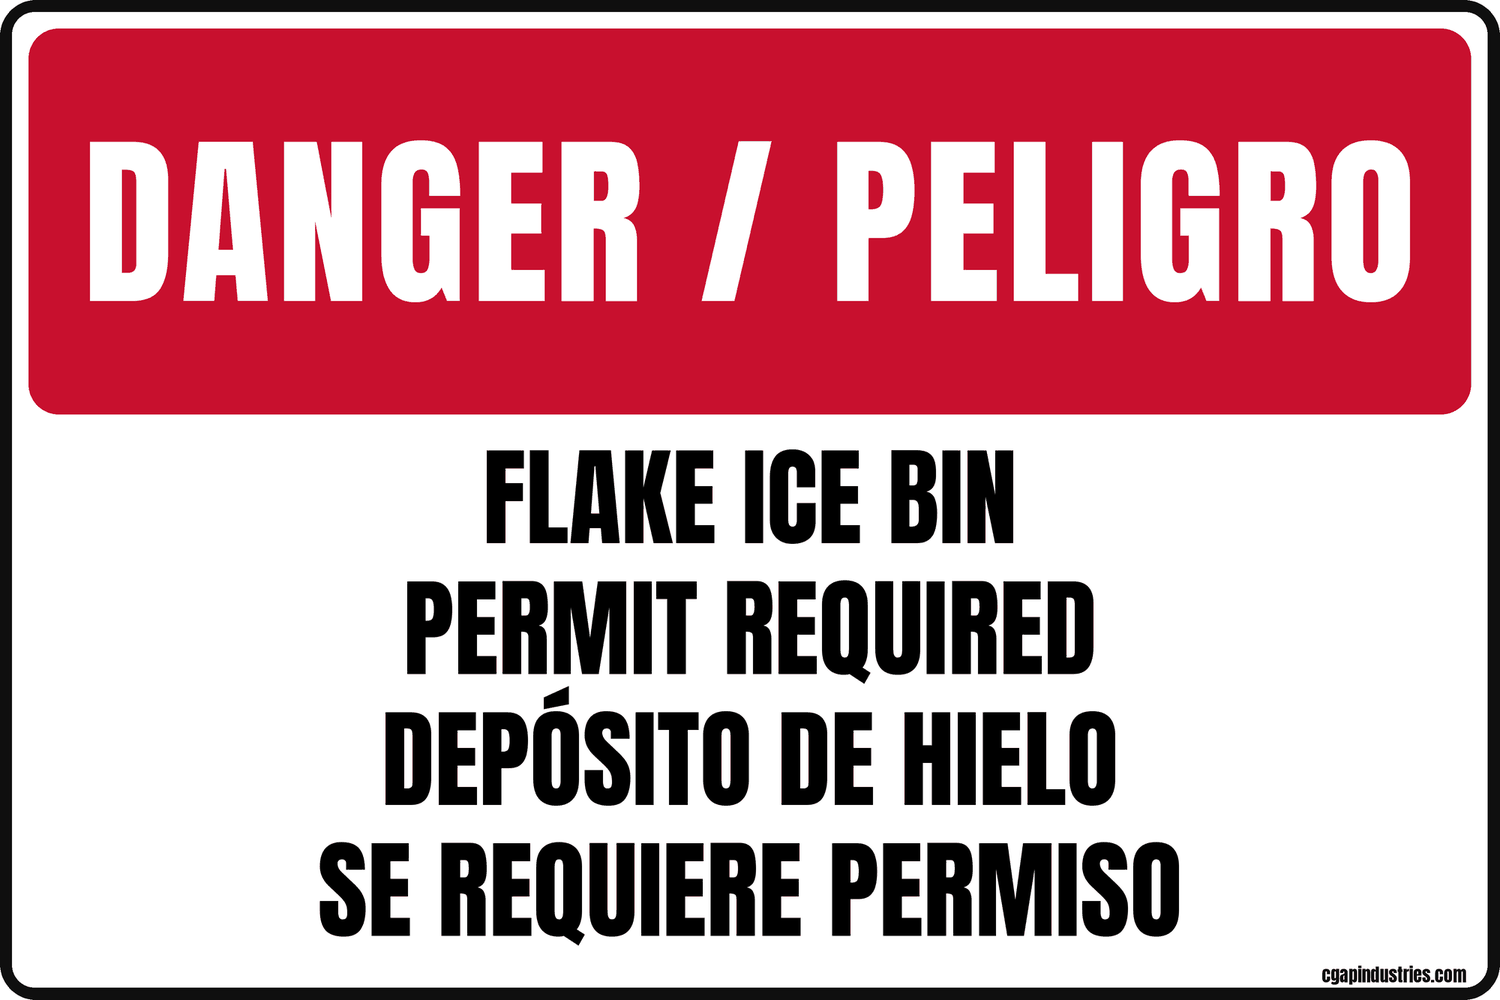 DANGER / PELIGRO
FLAKE ICE BIN
PERMIT REQUIRED
DEPÓSITO DE HIELO
SE REQUIERE PERMISO
cgapindustries.com